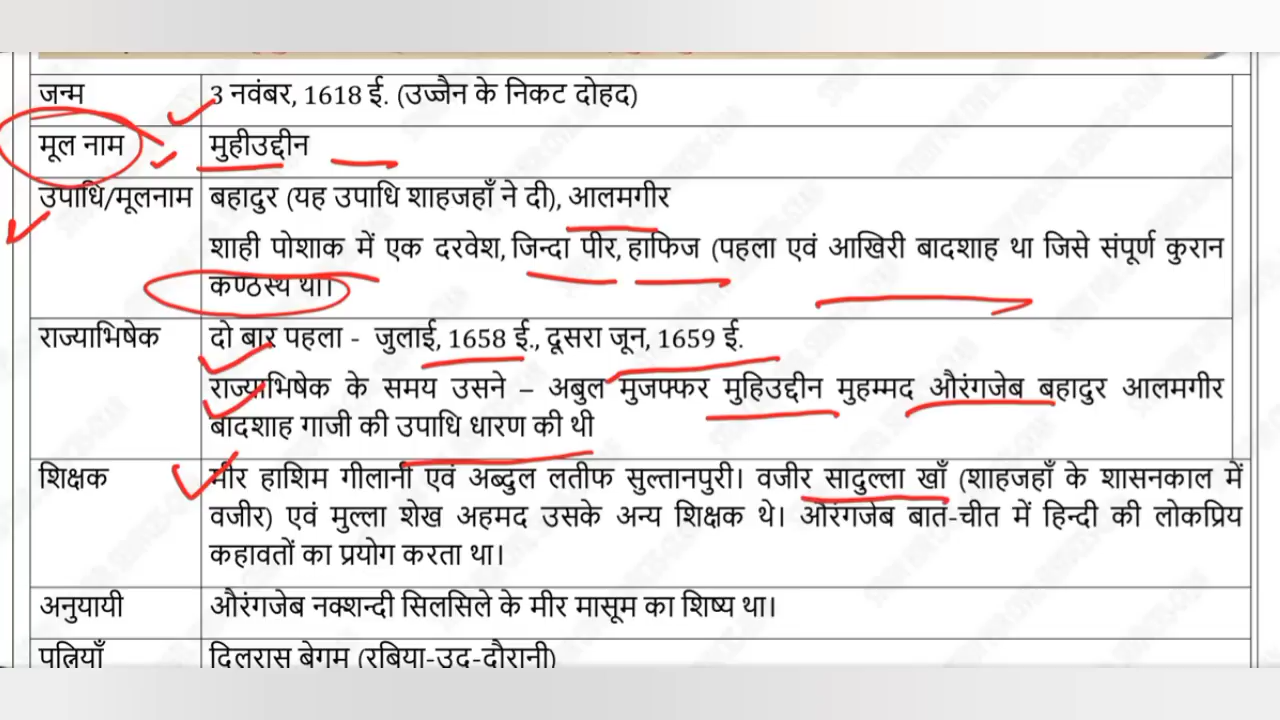 जन्म 3 नवंबर, 1618 ई. (उज्जैन के निकट दोहद)
मूल नाम मुहीउद्दीन
उपाधि/मूलनाम बहादुर (यह उपाधि शाहजहाँ ने दी), आलमगीर
शाही पोशाक में एक दरवेश, जिन्दा पीर, हाफिज (पहला एवं आखिरी बादशाह था जिसे संपूर्ण कुरान
कण्ठस्थ था।
राज्याभिषेक दो बार पहला - जुलाई, 1658 ई., दूसरा जून, 1659 ई.
राज्याभिषेक के समय उसने – अबुल मुजफ्फर मुहिउद्दीन मुहम्मद औरंगजेब बहादुर आलमगीर
बादशाह गाजी की उपाधि धारण की थी
शिक्षक मीर हाशिम गीलानी एवं अब्दुल लतीफ सुल्तानपुरी। वजीर सादुल्ला खाँ (शाहजहाँ के शासनकाल में
वजीर) एवं मुल्ला शेख अहमद उसके अन्य शिक्षक थे। औरंगजेब बात-चीत में हिन्दी की लोकप्रिय
कहावतों का प्रयोग करता था।
अनुयायी औरंगजेब नक्शन्दी सिलसिले के मीर मासूम का शिष्य था।
पत्नियाँ दिलरास बेगम (रबिया-उद-दौरानी)